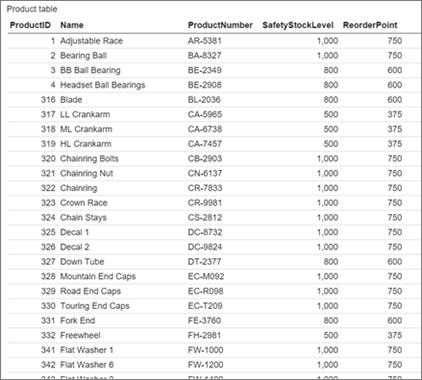 Product table
ProductID Name ProductNumber SafetyStockLevel ReorderPoint
1 Adjustable Race AR-5381 1,000 750
2 Bearing Ball BA-8327 1,000 750
3 BB Ball Bearing BE-2349 800 600
4 Headset Ball Bearings BE-2908 800 600
316 Blade BL-2036 800 600
317 LL Crankarm CA-5965 500 375
318 ML Crankarm CA-6738 500 375
319 HL Crankarm CA-7457 500 375
320 Chainring Bolts CB-2903 1,000 750
321 Chainring Nut CN-6137 1,000 750
322 Chainring CR-7833 1,000 750
323 Crown Race CR-9981 1,000 750
324 Chain Stays CS-2812 1,000 750
325 Decal 1 DC-8732 1,000 750
326 Decal 2 DC-9824 1,000 750
327 Down Tube DT-2377 800 600
328 Mountain End Caps EC-M092 1,000 750
329 Road End Caps EC-R098 1,000 750
330 Touring End Caps EC-T209 1,000 750
331 Fork End FE-3760 800 600
332 Freewheel FH-2981 500 375
341 Flat Washer 1 FW-1000 1,000 750
342 Flat Washer 6 FW-1200 1,000 750